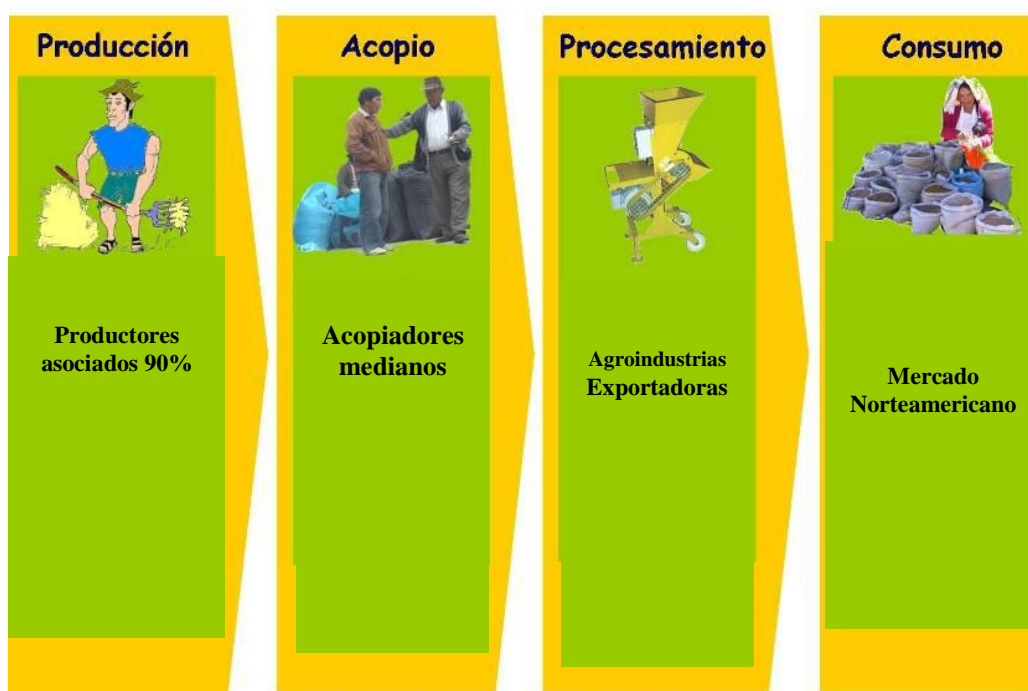 Producción
Productores
asociados 90%
Acopio
Acopiadores
medianos
Procesamiento
Agroindustrias
Exportadoras
Consumo
Mercado
Norteamericano